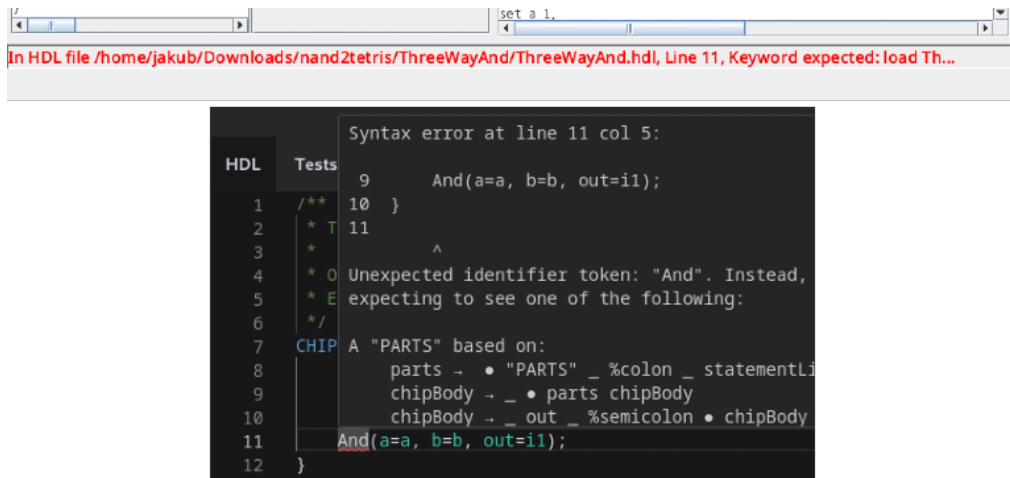 set a 1,
In HDL file /home/jakub/Downloads/nand2tetris/ThreeWayAnd/ThreeWayAnd.hdl, Line 11, Keyword expected: load Th...
Syntax error at line 11 col 5:
HDL Tests
9 And(a=a, b=b, out=i1);
10 }
11
^
Unexpected identifier token: "And". Instead,
expecting to see one of the following:
A "PARTS" based on:
parts → ● "PARTS" _ %colon _ statementLi
chipBody → _ ● parts chipBody
chipBody → _ out _ %semicolon ● chipBody
1 /**
2 * T
3 *
4 * O
5 * E
6 */
7 CHIP
8
9
10
11 And(a=a, b=b, out=i1);
12 }